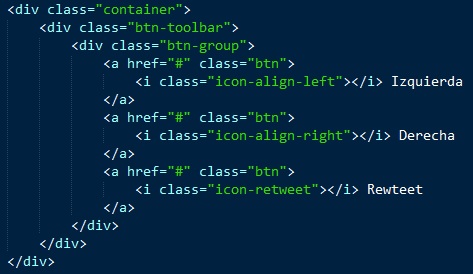 <div class="container">
    <div class="btn-toolbar">
        <div class="btn-group">
            <a href="#" class="btn">
                <i class="icon-align-left"></i> Izquierda
            </a>
            <a href="#" class="btn">
                <i class="icon-align-right"></i> Derecha
            </a>
            <a href="#" class="btn">
                <i class="icon-retweet"></i> Rewteet
            </a>
        </div>
    </div>
</div>